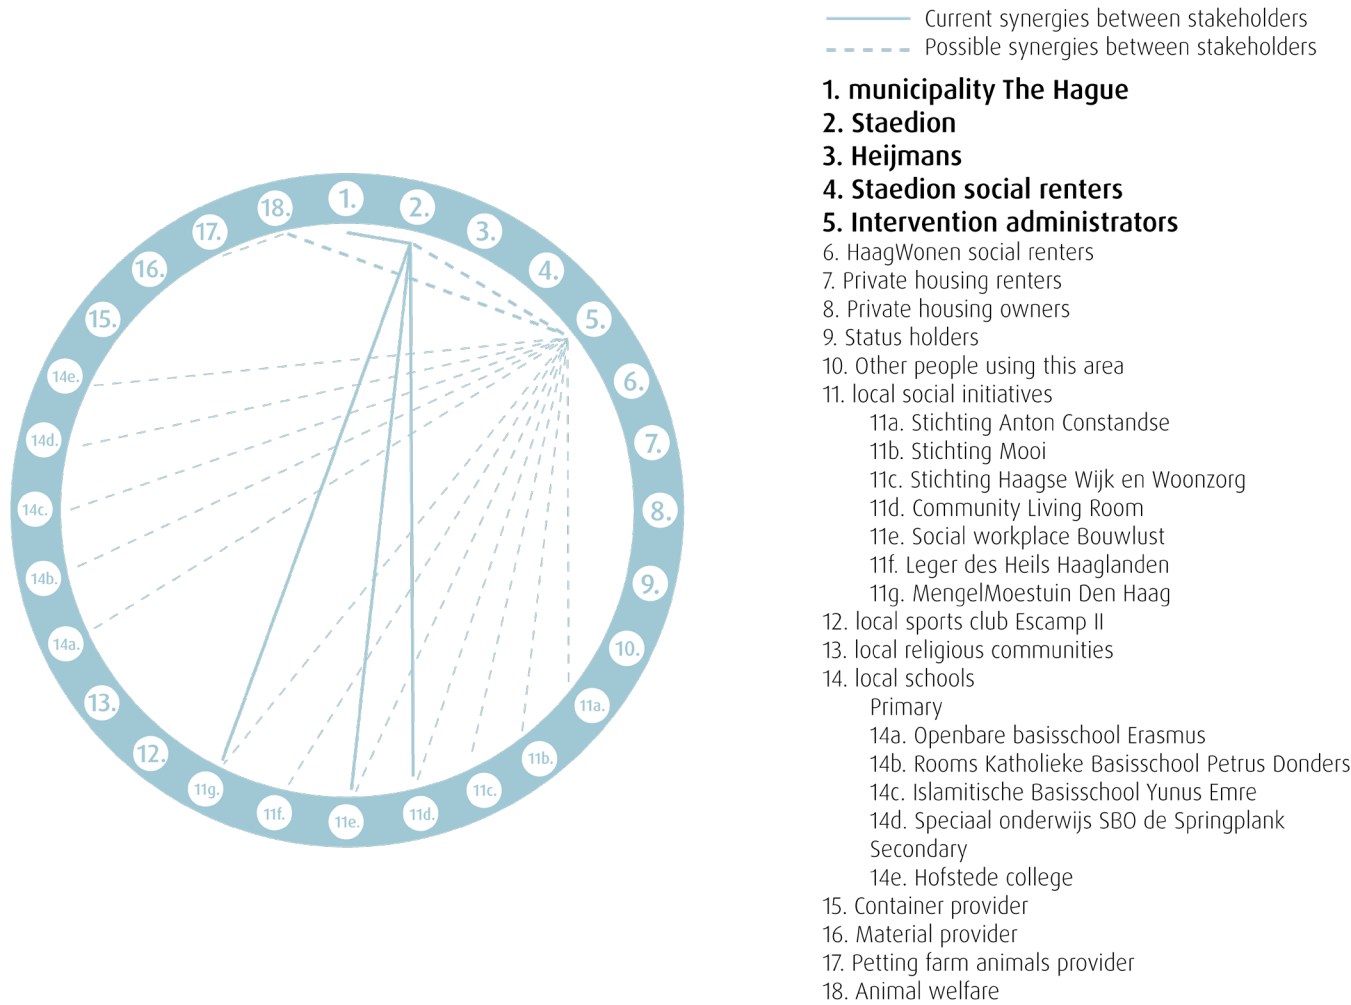 Current synergies between stakeholders
Possible synergies between stakeholders
1. municipality The Hague
2. Staedion
3. Heijmans
4. Staedion social renters
5. Intervention administrators
6. HaagWonen social renters
7. Private housing renters
8. Private housing owners
9. Status holders
10. Other people using this area
11. local social initiatives
11a. Stichting Anton Constandse
11b. Stichting Mooi
11c. Stichting Haagse Wijk en Woonzorg
11d. Community Living Room
11e. Social workplace Bouwlust
11f. Leger des Heils Haaglanden
11g. MengelMoestuin Den Haag
12. local sports club Escamp II
13. local religious communities
14. local schools
Primary
14a. Openbare basisschool Erasmus
14b. Rooms Katholieke Basisschool Petrus Donders
14c. Islamitische Basisschool Yunus Emre
14d. Speciaal onderwijs SBO de Springplank
Secondary
14e. Hofstede college
15. Container provider
16. Material provider
17. Petting farm animals provider
18. Animal welfare
1.
2.
3.
4.
5.
6.
7.
8.
9.
10.
11a.
11b.
11c.
11d.
11e.
11f.
11g.
12.
13.
14a.
14b.
14c.
14d.
14e.
15.
16.
17.
18.